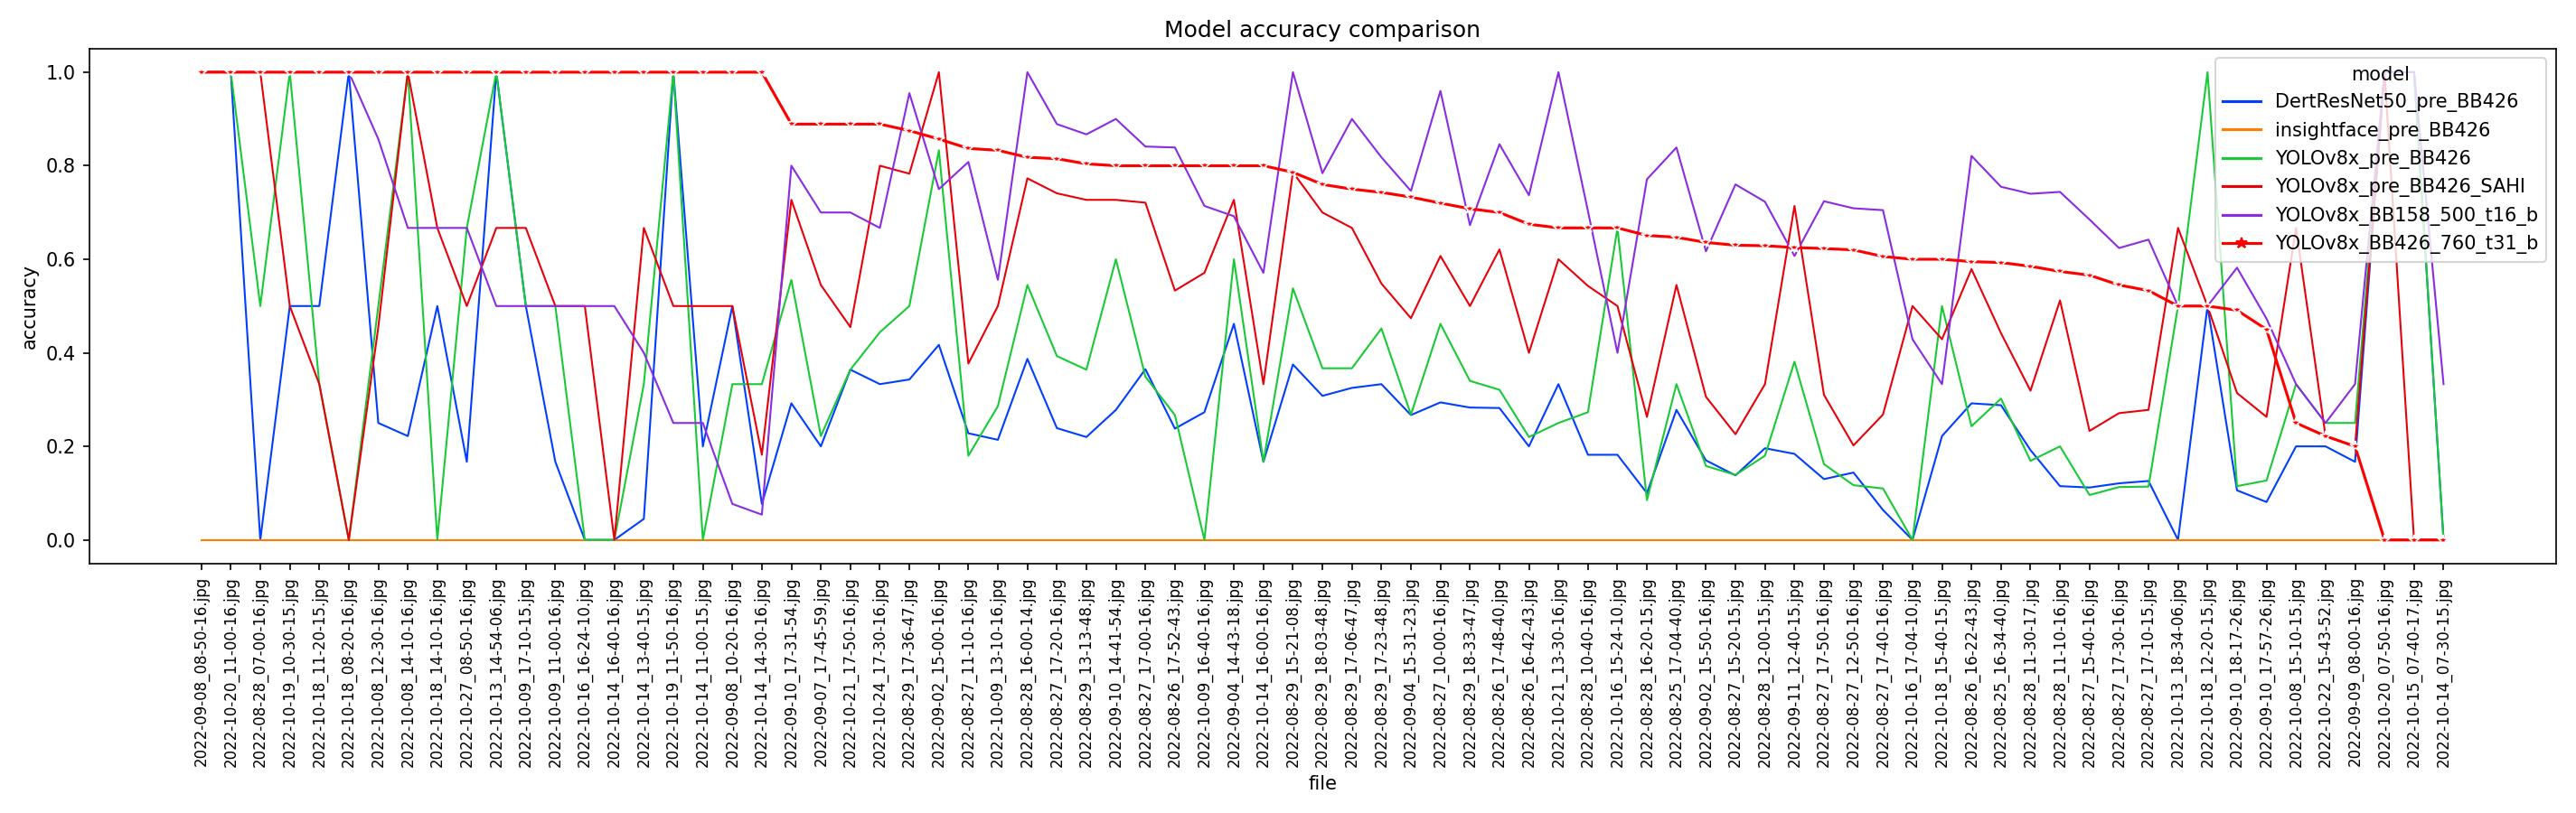 Model accuracy comparison
1.0
0.8
0.6
0.4
0.2
0.0
accuracy
model
DertResNet50_pre_BB426
insightface_pre_BB426
YOLOv8x_pre_BB426
YOLOv8x_pre_BB426_SAHI
YOLOv8x_BB158_500_t16_b
YOLOv8x_BB426_760_t31_b
2022-09-08_08-50-16.jpg
2022-10-20_11-00-16.jpg
2022-08-28_07-00-16.jpg
2022-10-19_10-30-15.jpg
2022-10-18_11-20-15.jpg
2022-10-18_08-20-16.jpg
2022-10-08_12-30-16.jpg
2022-10-08_14-10-16.jpg
2022-10-18_14-10-16.jpg
2022-10-27_08-50-16.jpg
2022-10-13_14-54-06.jpg
2022-10-09_17-10-15.jpg
2022-10-09_11-00-16.jpg
2022-10-16_16-24-10.jpg
2022-10-14_16-40-16.jpg
2022-10-14_13-40-15.jpg
2022-10-19_11-50-16.jpg
2022-10-14_11-00-15.jpg
2022-09-08_10-20-16.jpg
2022-10-14_14-30-16.jpg
2022-09-10_17-31-54.jpg
2022-09-07_17-45-59.jpg
2022-10-21_17-50-16.jpg
2022-10-24_17-30-16.jpg
2022-08-29_17-36-47.jpg
2022-09-02_15-00-16.jpg
2022-08-27_11-10-16.jpg
2022-10-09_13-10-16.jpg
2022-08-28_16-00-14.jpg
2022-08-27_17-20-16.jpg
2022-08-29_13-13-48.jpg
2022-09-10_14-41-54.jpg
2022-08-27_17-00-16.jpg
2022-08-26_17-52-43.jpg
2022-10-09_16-40-16.jpg
2022-09-04_14-43-18.jpg
2022-10-14_16-00-16.jpg
2022-08-29_15-21-08.jpg
2022-08-29_18-03-48.jpg
2022-08-29_17-06-47.jpg
2022-08-29_17-23-48.jpg
2022-09-04_15-31-23.jpg
2022-08-27_10-00-16.jpg
2022-08-29_18-33-47.jpg
2022-08-26_17-48-40.jpg
2022-08-26_16-42-43.jpg
2022-10-21_13-30-16.jpg
2022-08-28_10-40-16.jpg
2022-10-16_15-24-10.jpg
2022-08-28_16-20-15.jpg
2022-08-25_17-04-40.jpg
2022-09-02_15-50-16.jpg
2022-08-27_15-20-15.jpg
2022-08-28_12-00-15.jpg
2022-09-11_12-40-15.jpg
2022-08-27_17-50-16.jpg
2022-08-27_12-50-16.jpg
2022-08-27_17-40-16.jpg
2022-10-16_17-04-10.jpg
2022-10-18_15-40-15.jpg
2022-08-26_16-22-43.jpg
2022-08-25_16-34-40.jpg
2022-08-28_11-30-17.jpg
2022-08-28_11-10-16.jpg
2022-08-27_15-40-16.jpg
2022-08-27_17-30-16.jpg
2022-08-27_17-10-15.jpg
2022-10-13_18-34-06.jpg
2022-10-18_12-20-15.jpg
2022-09-10_18-17-26.jpg
2022-09-10_17-57-26.jpg
2022-10-08_15-10-15.jpg
2022-10-22_15-43-52.jpg
2022-09-09_08-00-16.jpg
2022-10-20_07-50-16.jpg
2022-10-15_07-40-17.jpg
2022-10-14_07-30-15.jpg
file